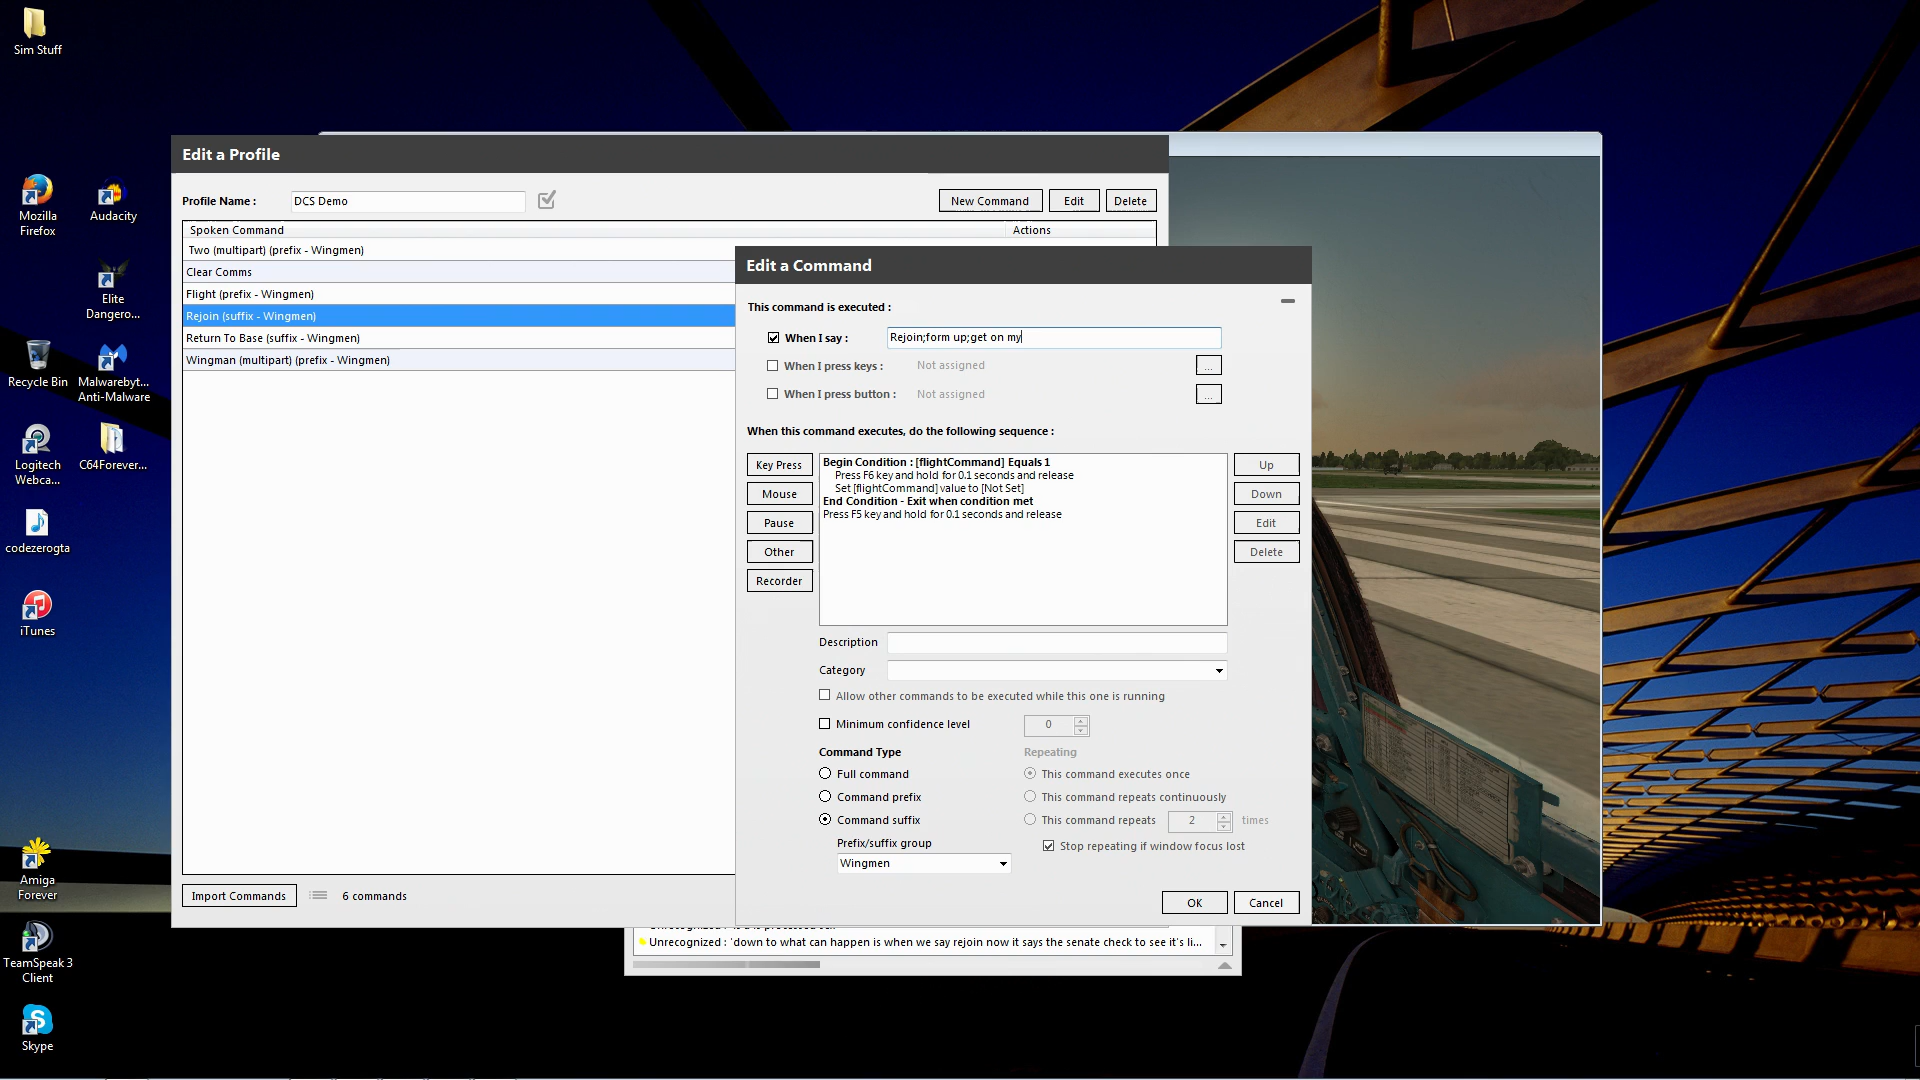 Sim Stuff
Mozilla
Firefox
Audacity
Elite
Dangero...
Recycle Bin
Malwarebyt...
Anti-Malware
Logitech
Webca...
C64Forever...
codezerogta
iTunes
Amiga
Forever
TeamSpeak 3
Client
Skype
Edit a Profile
Profile Name :
DCS Demo
New Command
Edit
Delete
Spoken Command
Actions
Two (multipart) (prefix - Wingmen)
Clear Comms
Flight (prefix - Wingmen)
Rejoin (suffix - Wingmen)
Return To Base (suffix - Wingmen)
Wingman (multipart) (prefix - Wingmen)
Import Commands
6 commands
Edit a Command
This command is executed :
When I say :
Rejoin;form up;get on my
When I press keys :
Not assigned
...
When I press button :
Not assigned
...
When this command executes, do the following sequence :
Key Press
Mouse
Pause
Other
Recorder
Begin Condition : [flightCommand] Equals 1
Press F6 key and hold for 0.1 seconds and release
Set [flightCommand] value to [Not Set]
End Condition - Exit when condition met
Press F5 key and hold for 0.1 seconds and release
Up
Down
Edit
Delete
Description
Category
Allow other commands to be executed while this one is running
Minimum confidence level
0
Command Type
Full command
Command prefix
Command suffix
Prefix/suffix group
Wingmen
Repeating
This command executes once
This command repeats continuously
This command repeats
2
times
Stop repeating if window focus lost
OK
Cancel
Unrecognized : 'down to what can happen is when we say rejoin now it says the senate check to see it's li...